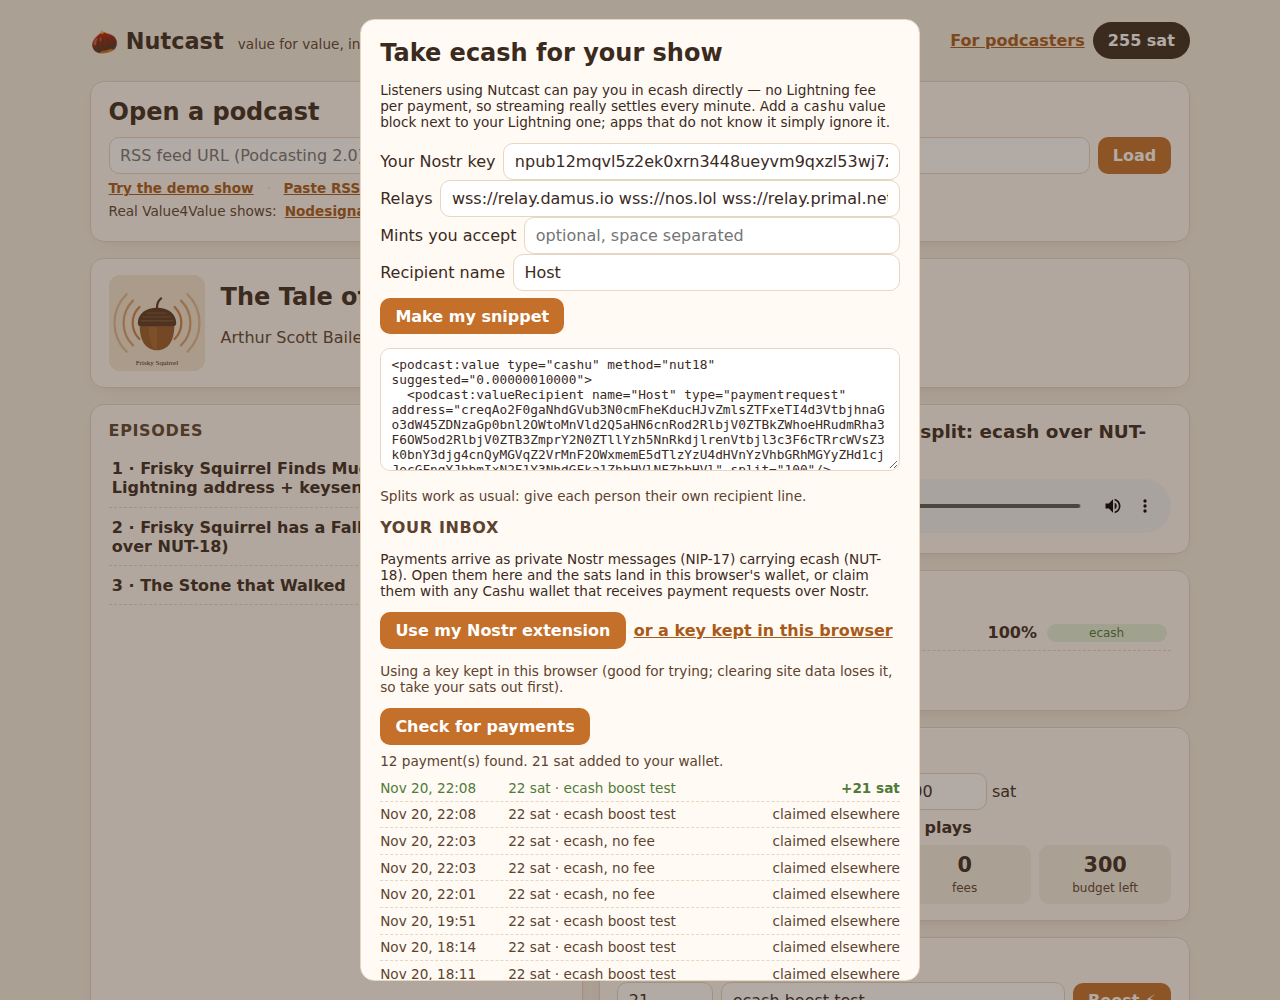 Nutcast
value for value, in
For podcasters
255 sat
Open a podcast
RSS feed URL (Podcasting 2.0)
Load
Try the demo show · Paste RSS
Real Value4Value shows: Nodesigna
The Tale of
Arthur Scott Baile
Frisky Squirrel
EPISODES
1 · Frisky Squirrel Finds Mu
Lightning address + keysen
2 · Frisky Squirrel has a Fall
over NUT-18)
3 · The Stone that Walked
split: ecash over NUT-
100% ecash
sat
plays
0
fees
300
budget left
21
ecash boost test
Boost ⚡
Take ecash for your show
Listeners using Nutcast can pay you in ecash directly — no Lightning fee
per payment, so streaming really settles every minute. Add a cashu value
block next to your Lightning one; apps that do not know it simply ignore it.
Your Nostr key npub12mqvl5z2ek0xrn3448ueyvm9qxzl53wj7z
Relays wss://relay.damus.io wss://nos.lol wss://relay.primal.net
Mints you accept optional, space separated
Recipient name Host
Make my snippet
<podcast:value type="cashu" method="nut18"
suggested="0.00000010000">
<podcast:valueRecipient name="Host" type="paymentrequest"
address="creqAo2F0gaNhdGVub3N0cmFheKducHJvZmlsZTFxeTI4d3VtbjhnaG
o3dW45ZDNzaGp0bnl2OWtoMnVld2Q5aHN6cnRod2RlbjV0ZTBkZWhoeHRudmRha3
F6OW5od2RlbjV0ZTB3ZmprY2N0ZTllYzh5NnRkdjlrenVtbjl3c3F6cTRrcWVsZ3
k0bnY3djg4cnQyMGVqZ2VrMnF2OWxmemE5dTlzYzU4dHVnYzVhbGRhMGYyZHd1cj
Splits work as usual: give each person their own recipient line.
YOUR INBOX
Payments arrive as private Nostr messages (NIP-17) carrying ecash (NUT-
18). Open them here and the sats land in this browser's wallet, or claim
them with any Cashu wallet that receives payment requests over Nostr.
Use my Nostr extension or a key kept in this browser
Using a key kept in this browser (good for trying; clearing site data loses it,
so take your sats out first).
Check for payments
12 payment(s) found. 21 sat added to your wallet.
Nov 20, 22:08 22 sat · ecash boost test +21 sat
Nov 20, 22:08 22 sat · ecash boost test claimed elsewhere
Nov 20, 22:03 22 sat · ecash, no fee claimed elsewhere
Nov 20, 22:03 22 sat · ecash, no fee claimed elsewhere
Nov 20, 22:01 22 sat · ecash, no fee claimed elsewhere
Nov 20, 19:51 22 sat · ecash boost test claimed elsewhere
Nov 20, 18:14 22 sat · ecash boost test claimed elsewhere
Nov 20, 18:11 22 sat · ecash boost test claimed elsewhere